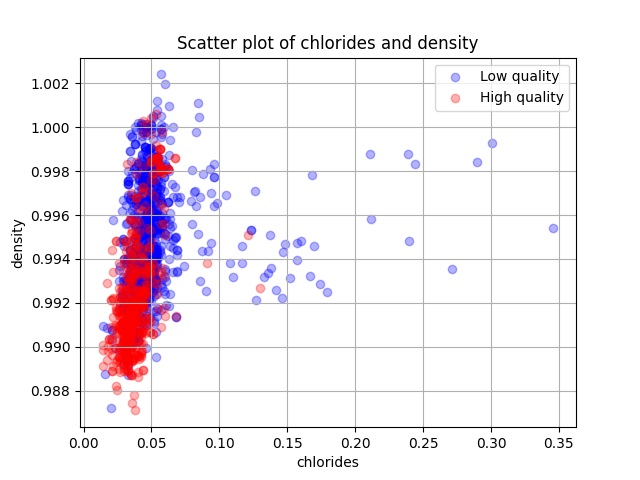 Scatter plot of chlorides and density
Low quality
High quality
1.002
1.000
0.998
0.996
0.994
0.992
0.990
0.988
density
0.00 0.05 0.10 0.15 0.20 0.25 0.30 0.35
chlorides